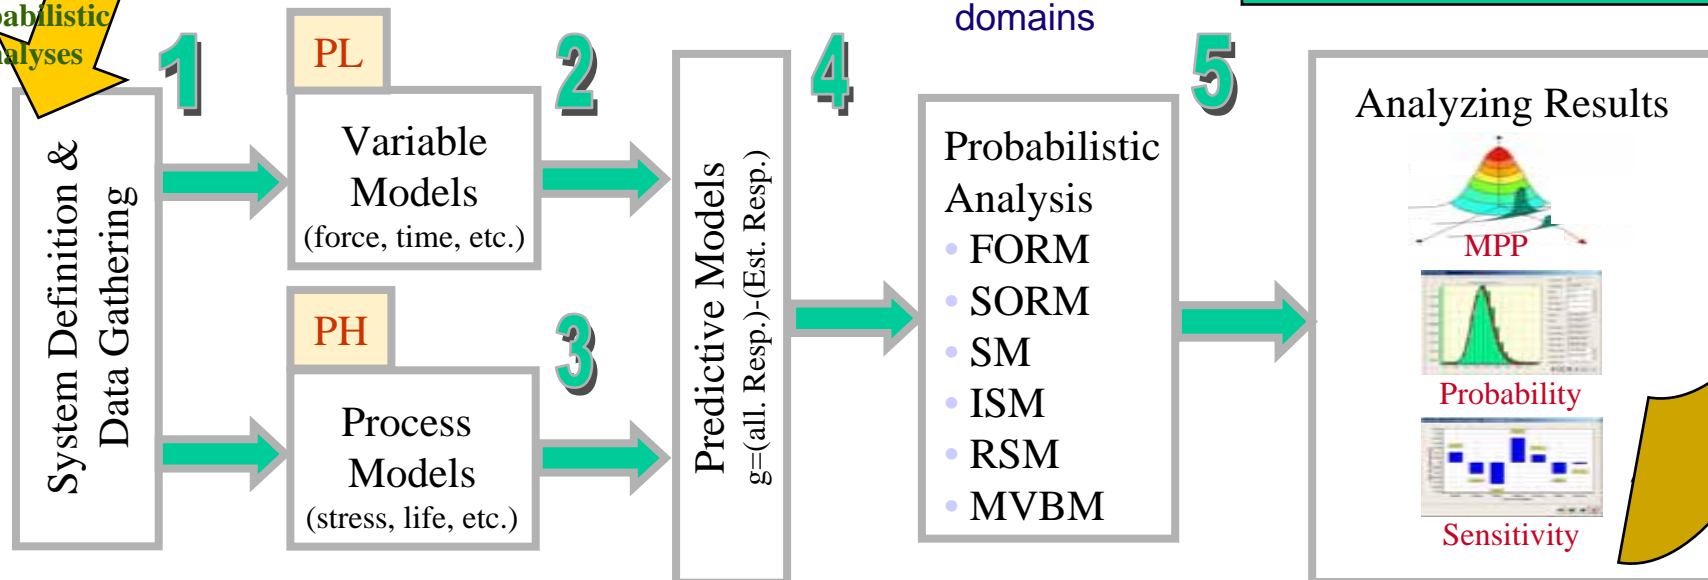 babilistic
alyses
domains
1
2
3
4
5
System Definition &
Data Gathering
PL
Variable
Models
(force, time, etc.)
PH
Process
Models
(stress, life, etc.)
Predictive Models
g=(all. Resp.)-(Est. Resp.)
Probabilistic
Analysis
• FORM
• SORM
• SM
• ISM
• RSM
• MVBM
Analyzing Results
MPP
Probability
Sensitivity